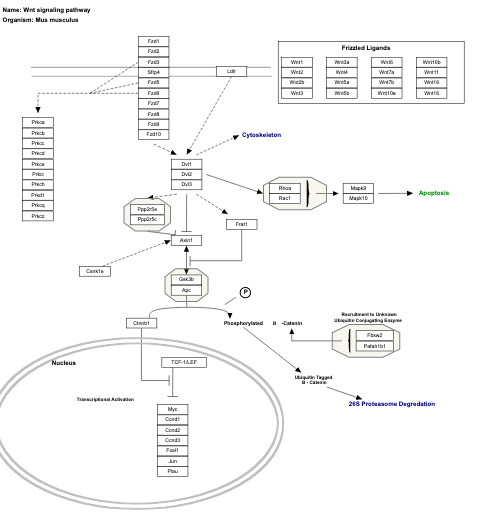 Name: Wnt signaling pathway
Organism: Mus musculus
Fzd1
Fzd2
Fzd3
Sfrp4
Fzd5
Fzd6
Fzd7
Fzd8
Fzd9
Fzd10
Ldlr
Frizzled Ligands
Wnt1 Wnt3a Wnt6 Wnt10b
Wnt2 Wnt4 Wnt7a Wnt11
Wnt2b Wnt5a Wnt7b Wnt16
Wnt3 Wnt5b Wnt10a Wnt16
Prkca
Prkcb
Prkcc
Prkcd
Prkce
Prkci
Prkch
Prkd1
Prkcq
Prkcz
Cytoskeleton
Dvl1
Dvl2
Dvl3
Rhoa
Rac1
Mapk9
Mapk10
Apoptosis
Ppp2r5e
Ppp2r5c
Frat1
Axin1
Csnk1e
Gsk3b
Apc
P
Ctnnb1
Phosphorylated B -Catenin
Recruitment to Unknown
Ubiquitin Conjugating Enzyme
Fbxw2
Pafah1b1
Nucleus
TCF-1/LEF
Ubiquitin Tagged
B - Catenin
Transcriptional Activation
26S Proteasome Degredation
Myc
Ccnd1
Ccnd2
Ccnd3
Fosl1
Jun
Plau